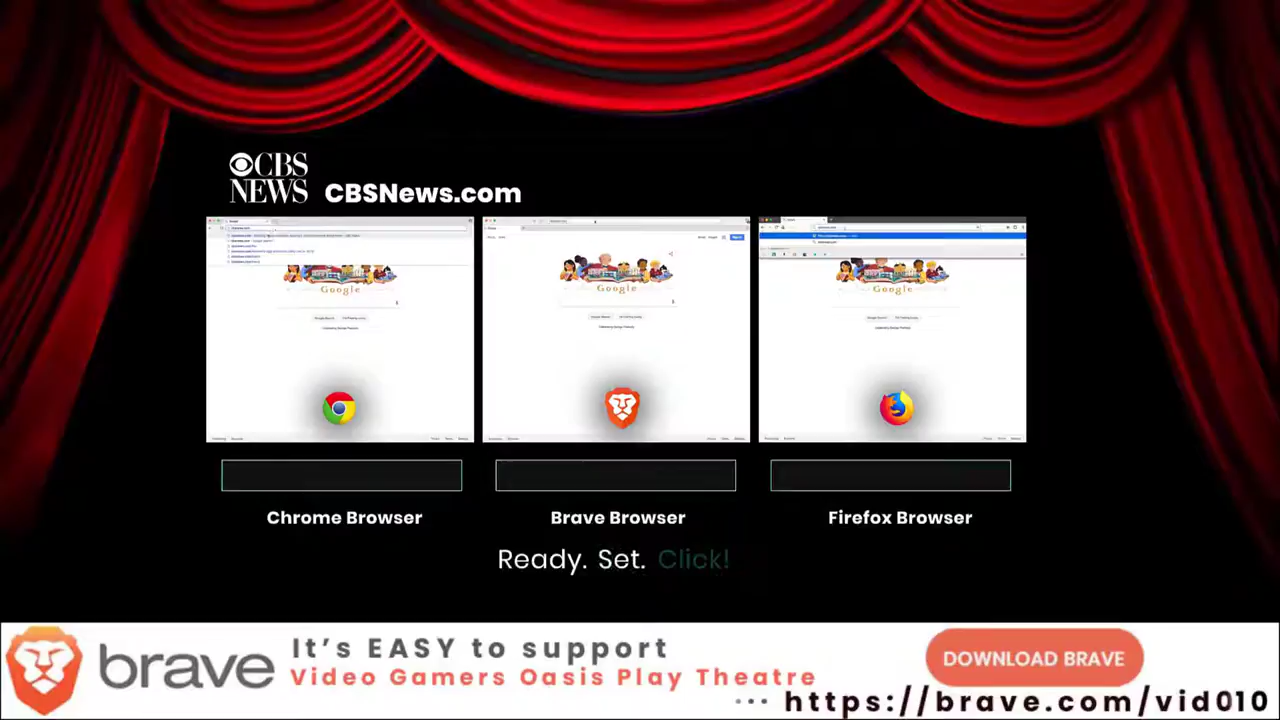 CBS
NEWS
CBSNews.com
Google
Google
Google
Chrome Browser
Brave Browser
Firefox Browser
Ready. Set. Click!
brave
It's EASY to support
Video Gamers Oasis Play Theatre
DOWNLOAD BRAVE
... https://brave.com/vid010